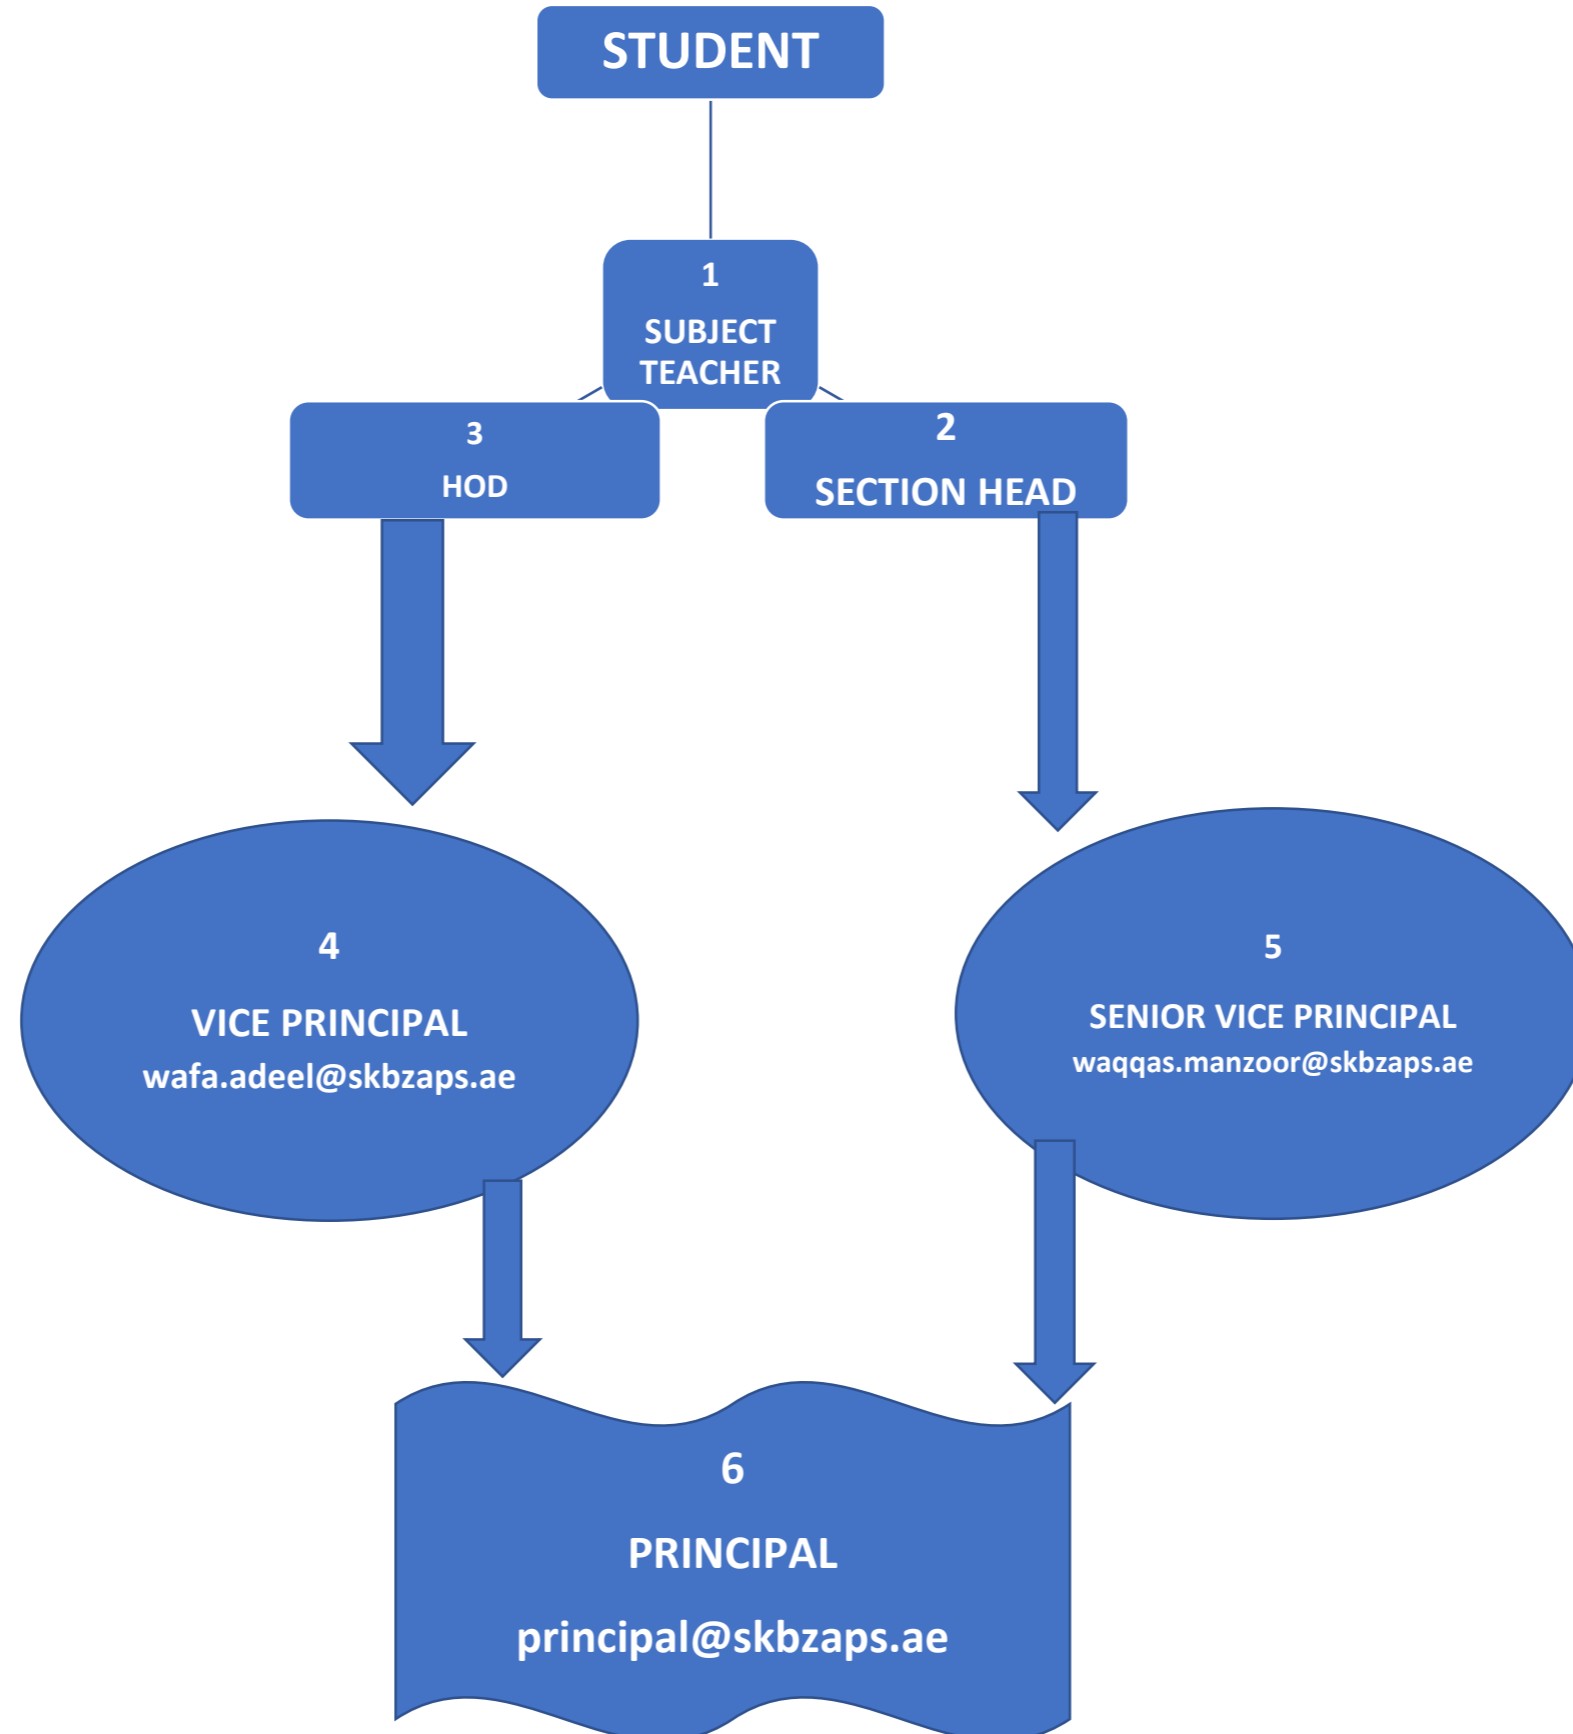 STUDENT
1
SUBJECT
TEACHER
3
HOD
2
SECTION HEAD
4
VICE PRINCIPAL
wafa.adeel@skbzaps.ae
5
SENIOR VICE PRINCIPAL
waqqas.manzoor@skbzaps.ae
6
PRINCIPAL
principal@skbzaps.ae